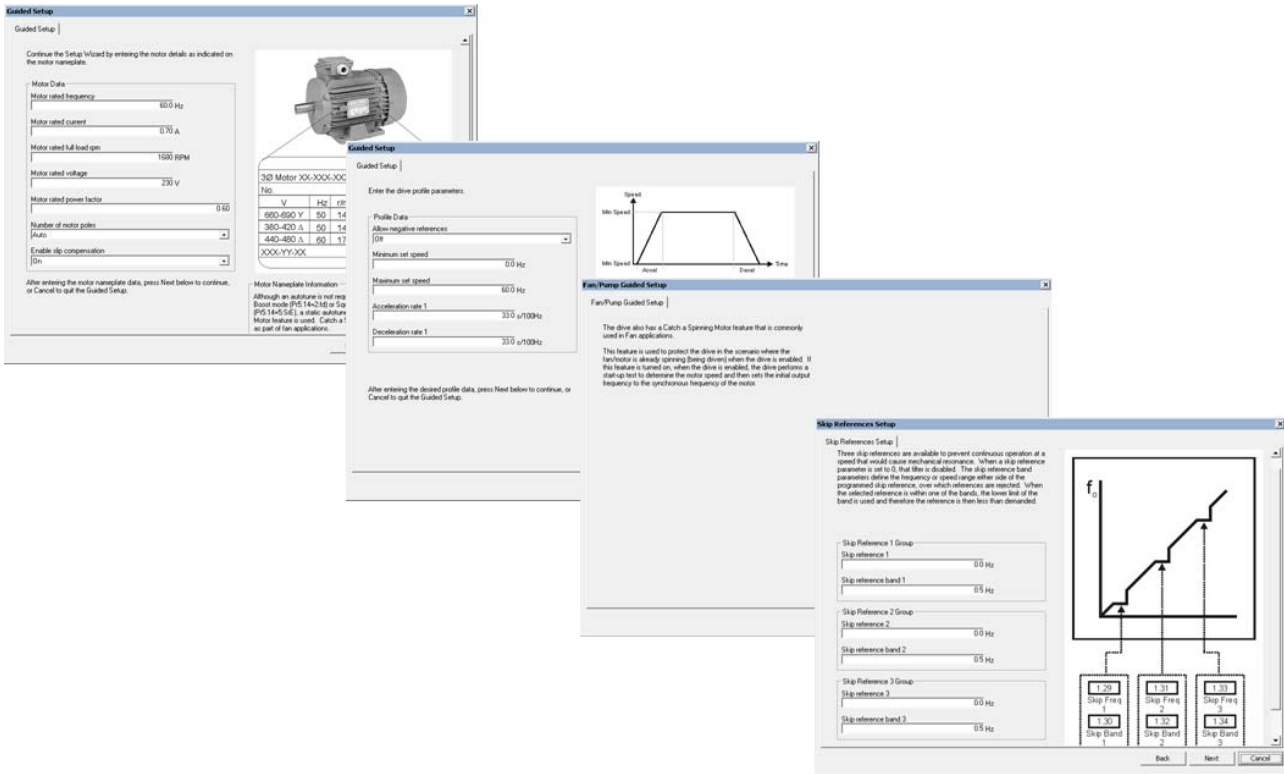 Guided Setup
Guided Setup
Continue the Setup Wizard by entering the motor details as indicated on
the motor nameplate.
Motor Data
Motor rated frequency
60.0 Hz
Motor rated current
0.70 A
Motor rated full load rpm
1680 RPM
Motor rated voltage
230 V
Motor rated power factor
0.60
Number of motor poles
Auto
Enable slip compensation
On
After entering the motor nameplate data, press Next below to continue,
or Cancel to quit the Guided Setup.
3Ø Motor XX-XXX-XXX
No.
V Hz r/m
660-690 Y 50 14
380-420 Δ 50 14
440-480 Δ 60 17
XXX-YY-XX
Motor Nameplate Information
Although an autotune is not req
Boost mode (Pr5.14=2:fd) or Squ
(Pr5.14=5:SrE), a static autotune
Motor feature is used. Catch a S
as part of fan applications.
Guided Setup
Guided Setup
Enter the drive profile parameters.
Profile Data
Allow negative references
Off
Minimum set speed
0.0 Hz
Maximum set speed
60.0 Hz
Acceleration rate 1
33.0 s/100Hz
Deceleration rate 1
33.0 s/100Hz
After entering the desired profile data, press Next below to continue, or
Cancel to quit the Guided Setup.
Speed
Min Speed
Min Speed
Accel
Decel
Time
Fan/Pump Guided Setup
Fan/Pump Guided Setup
The drive also has a Catch a Spinning Motor feature that is commonly
used in Fan applications.
This feature is used to protect the drive in the scenario where the
fan/motor is already spinning (being driven) when the drive is enabled. If
this feature is turned on, when the drive is enabled, the drive performs a
start-up test to determine the motor speed and then sets the initial output
frequency to the synchronous frequency of the motor.
Skip References Setup
Skip References Setup
Three skip references are available to prevent continuous operation at a
speed that would cause mechanical resonance. When a skip reference
parameter is set to 0, that filter is disabled. The skip reference band
parameters define the frequency or speed range either side of the
programmed skip reference, over which references are rejected. When
the selected reference is within one of the bands, the lower limit of the
band is used and therefore the reference is then less than demanded.
Skip Reference 1 Group
Skip reference 1
0.0 Hz
Skip reference band 1
0.5 Hz
Skip Reference 2 Group
Skip reference 2
0.0 Hz
Skip reference band 2
0.5 Hz
Skip Reference 3 Group
Skip reference 3
0.0 Hz
Skip reference band 3
0.5 Hz
f0
1.29
Skip Freq
1
1.30
Skip Band
1
1.31
Skip Freq
2
1.32
Skip Band
2
1.33
Skip Freq
3
1.34
Skip Band
3
Back Next Cancel